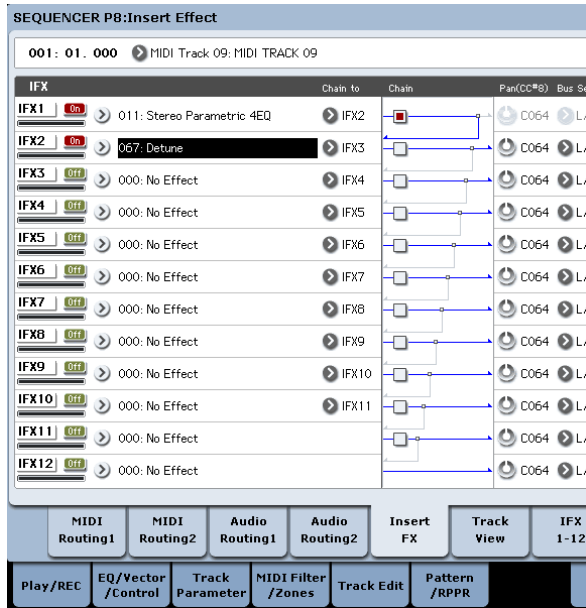 SEQUENCER P8:Insert Effect
001: 01. 000 MIDI Track 09: MIDI TRACK 09
IFX Chain to Chain Pan(CC#8) Bus Se
IFX1 On 011: Stereo Parametric 4EQ IFX2 C064 L/
IFX2 On 067: Detune IFX3 C064 L/
IFX3 Off 000: No Effect IFX4 C064 L/
IFX4 Off 000: No Effect IFX5 C064 L/
IFX5 Off 000: No Effect IFX6 C064 L/
IFX6 Off 000: No Effect IFX7 C064 L/
IFX7 Off 000: No Effect IFX8 C064 L/
IFX8 Off 000: No Effect IFX9 C064 L/
IFX9 Off 000: No Effect IFX10 C064 L/
IFX10 Off 000: No Effect IFX11 C064 L/
IFX11 Off 000: No Effect C064 L/
IFX12 Off 000: No Effect C064 L/
MIDI Routing1 MIDI Routing2 Audio Routing1 Audio Routing2 Insert FX Track View IFX 1-12
Play/REC EQ/Vector /Control Track Parameter MIDI Filter /Zones Track Edit Pattern /RPPR